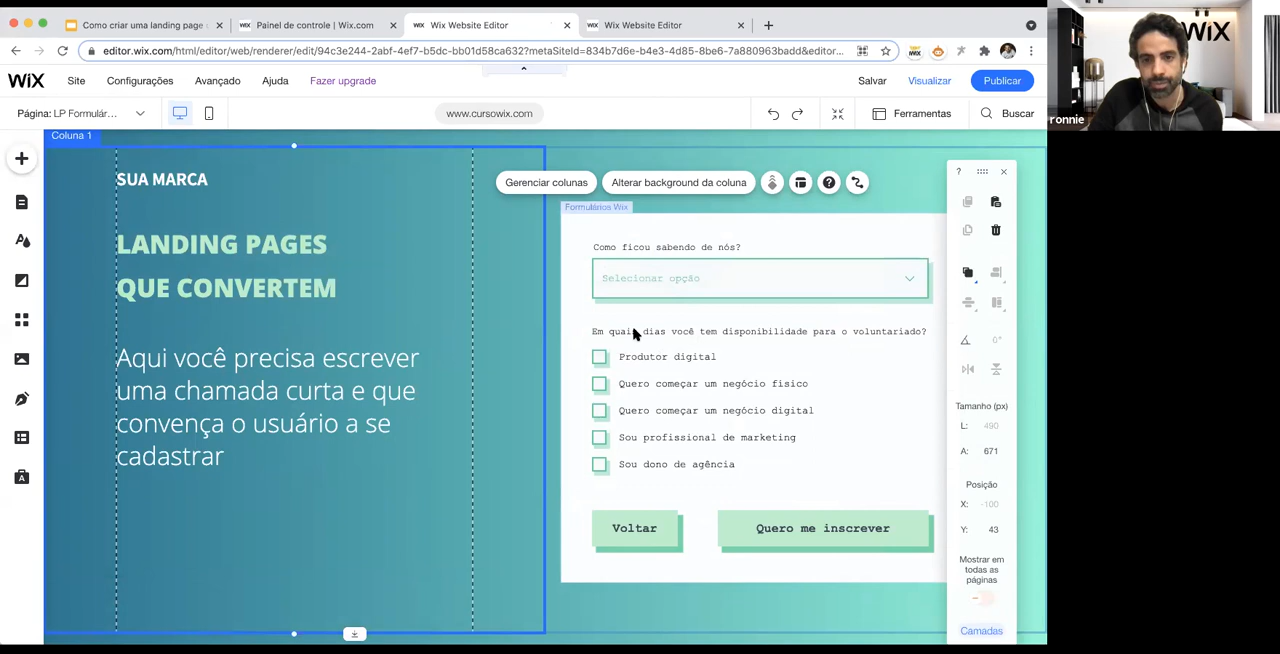 Como criar uma landing page
Painel de controle | Wix.com
Wix Website Editor
Wix Website Editor
editor.wix.com/html/editor/web/renderer/edit/94c3e244-2abf-4ef7-b5dc-bb01d58ca632?metaSiteId=834b7d6e-b4e3-4d85-8be6-7a880963badd&editor...
WiX
Site
Configurações
Avançado
Ajuda
Fazer upgrade
Salvar
Visualizar
Publicar
Página: LP Formulár...
www.cursowix.com
Ferramentas
Buscar
WiX
ronnie
Coluna 1
SUA MARCA
LANDING PAGES
QUE CONVERTEM
Aqui você precisa escrever
uma chamada curta e que
convença o usuário a se
cadastrar
Gerenciar colunas
Alterar background da coluna
Formulários Wix
Como ficou sabendo de nós?
Selecionar opção
Em quais dias você tem disponibilidade para o voluntariado?
Produtor digital
Quero começar um negócio físico
Quero começar um negócio digital
Sou profissional de marketing
Sou dono de agência
Voltar
Quero me inscrever
0°
Tamanho (px)
L: 490
A: 671
Posição
X: -100
Y: 43
Mostrar em
todas as
páginas
Camadas